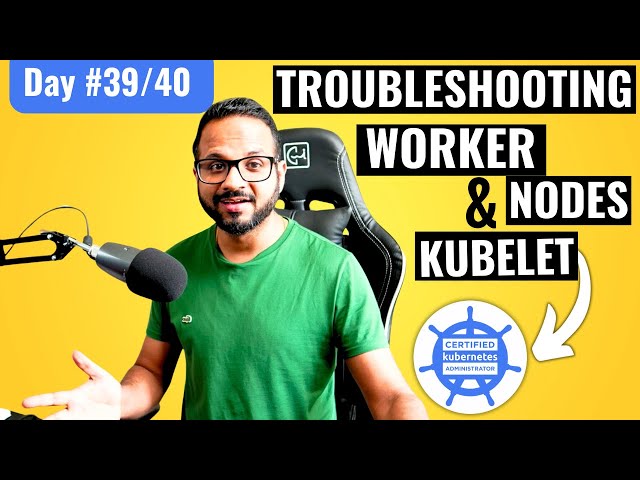 Day #39/40
TROUBLESHOOTING
WORKER
& NODES
KUBELET
CERTIFIED
kubernetes
ADMINISTRATOR